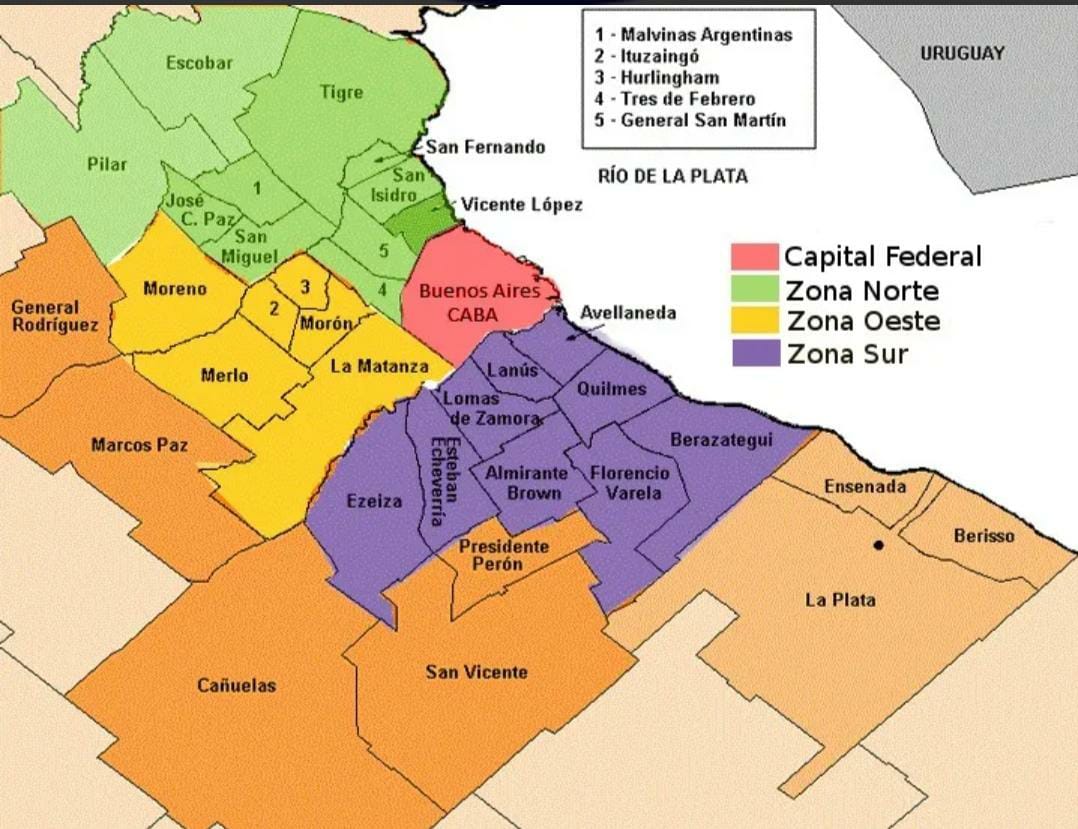 1 - Malvinas Argentinas
2 - Ituzaingó
3 - Hurlingham
4 - Tres de Febrero
5 - General San Martín
URUGUAY
Escobar
Tigre
San Fernando
Pilar
San
Isidro
RÍO DE LA PLATA
1
José
C. Paz
Vicente López
San
Miguel
5
Capital Federal
Zona Norte
Zona Oeste
Zona Sur
Moreno
3
2
4
Buenos Aires
CABA
General
Rodríguez
Morón
Avellaneda
Merlo
La Matanza
Lanús
Quilmes
Lomas
de Zamora
Marcos Paz
Berazategui
Esteban
Echeverría
Almirante
Brown
Florencio
Varela
Ezeiza
Ensenada
Berisso
Presidente
Perón
La Plata
Cañuelas
San Vicente